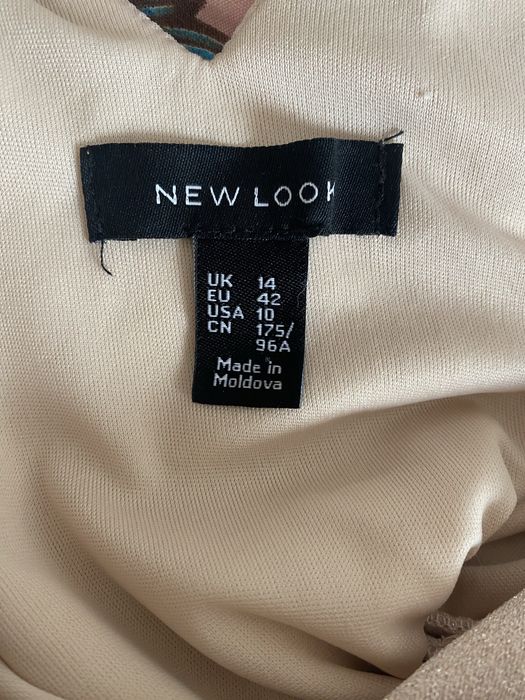 NEW LOOK
UK 14
EU 42
USA 10
CN 175/
96A
Made in
Moldova